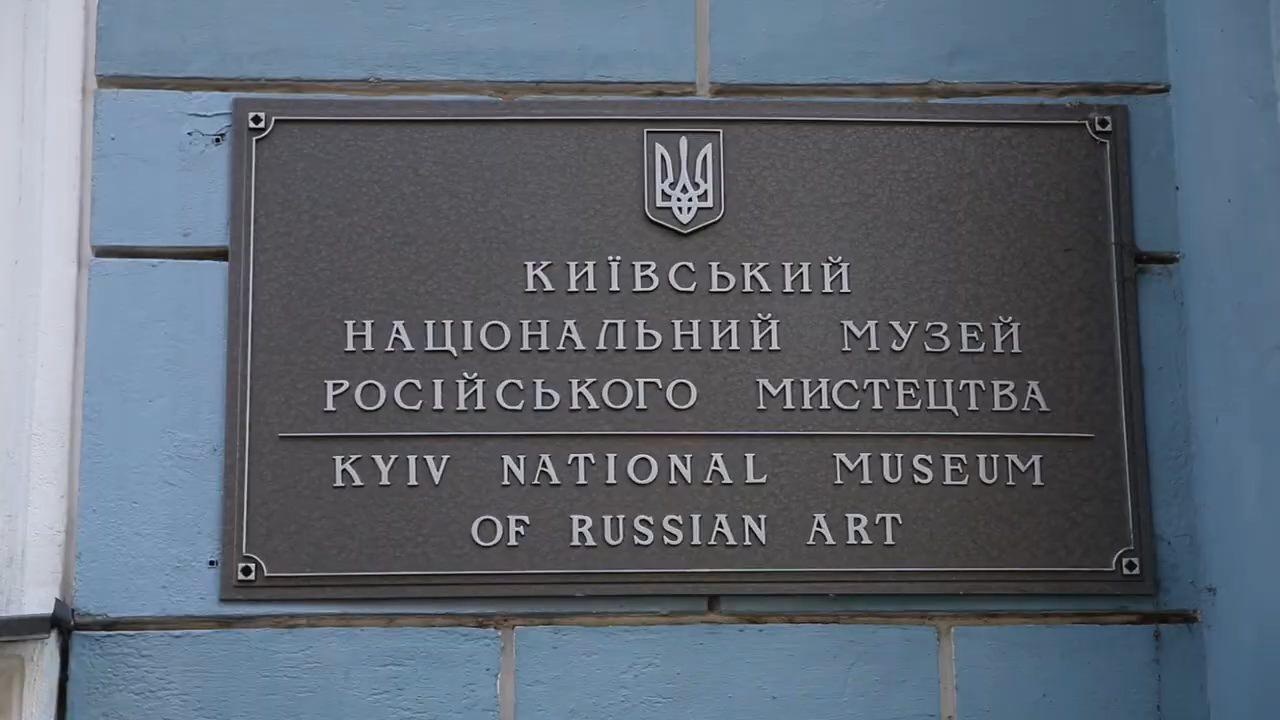 КИЇВСЬКИЙ
НАЦІОНАЛЬНИЙ МУЗЕЙ
РОСІЙСЬКОГО МИСТЕЦТВА
KYIV NATIONAL MUSEUM
OF RUSSIAN ART